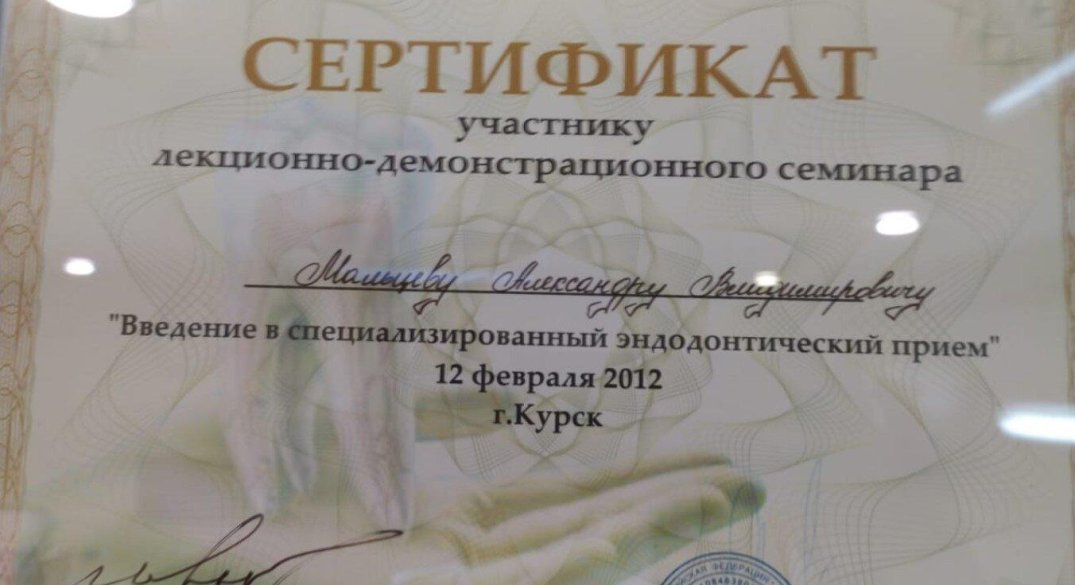 СЕРТИФИКАТ
участнику
лекционно-демонстрационного семинара
Мальцеву Александру Владимировичу
"Введение в специализированный эндодонтический прием"
12 февраля 2012
г.Курск